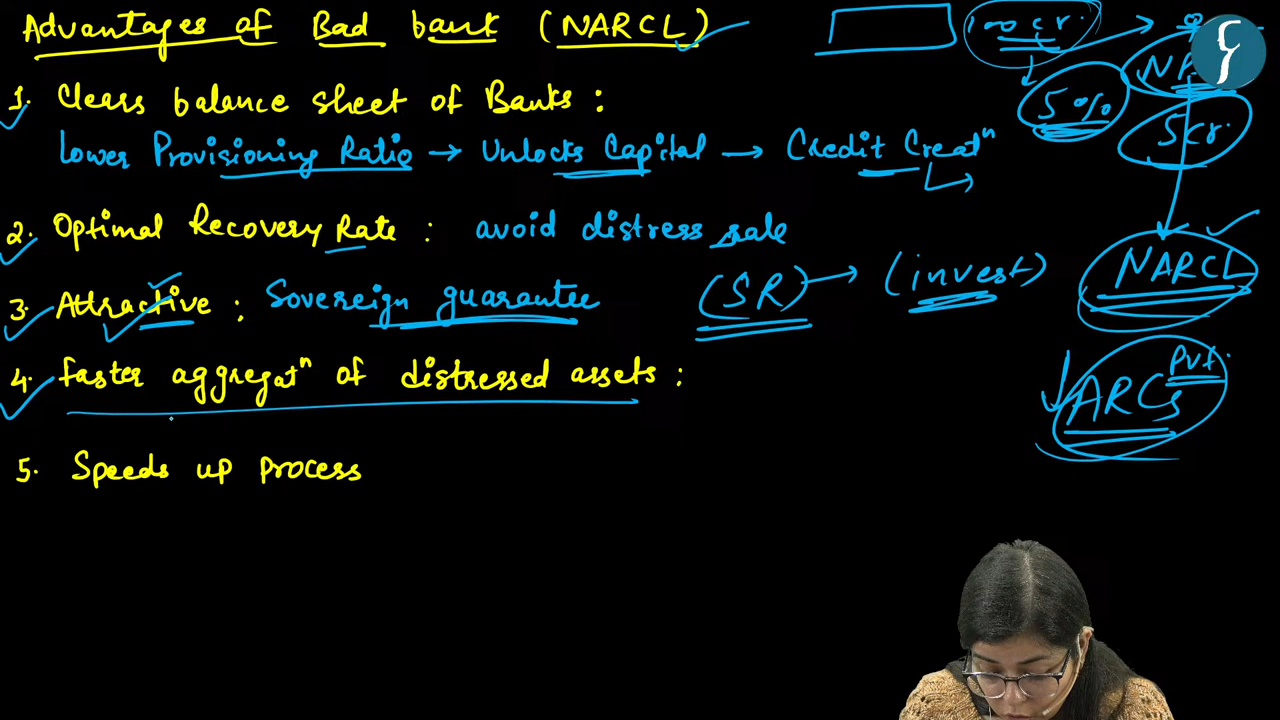 Advantages of Bad bank (NARCL)
100 cr.
5%
5 cr.
1. Clears balance sheet of Banks :
Lower Provisioning Ratio → Unlocks Capital → Credit Creatⁿ
2. Optimal Recovery Rate : avoid distress sale
NARCL
3. Attractive : Sovereign guarantee (SR) → (invest)
4. faster aggregatⁿ of distressed assets :
Pvt.
ARCs
5. Speeds up process